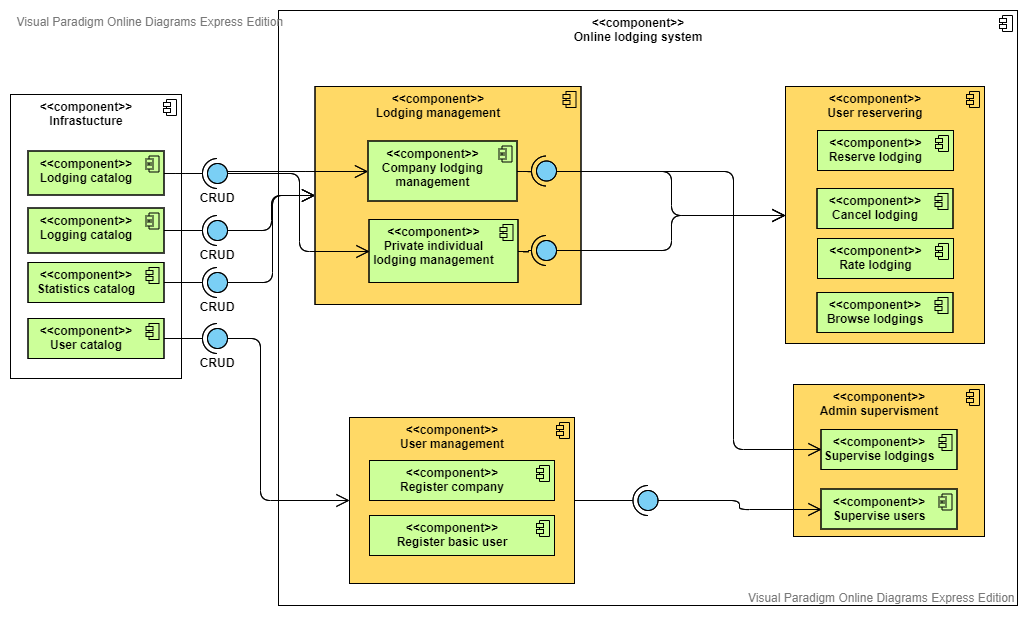 Visual Paradigm Online Diagrams Express Edition
<<component>>
Online lodging system
<<component>>
Infrastucture
<<component>>
Lodging catalog
<<component>>
Logging catalog
<<component>>
Statistics catalog
<<component>>
User catalog
CRUD
CRUD
CRUD
CRUD
<<component>>
Lodging management
<<component>>
Company lodging
management
<<component>>
Private individual
lodging management
<<component>>
User management
<<component>>
Register company
<<component>>
Register basic user
<<component>>
User reservering
<<component>>
Reserve lodging
<<component>>
Cancel lodging
<<component>>
Rate lodging
<<component>>
Browse lodgings
<<component>>
Admin supervisment
<<component>>
Supervise lodgings
<<component>>
Supervise users
Visual Paradigm Online Diagrams Express Edition